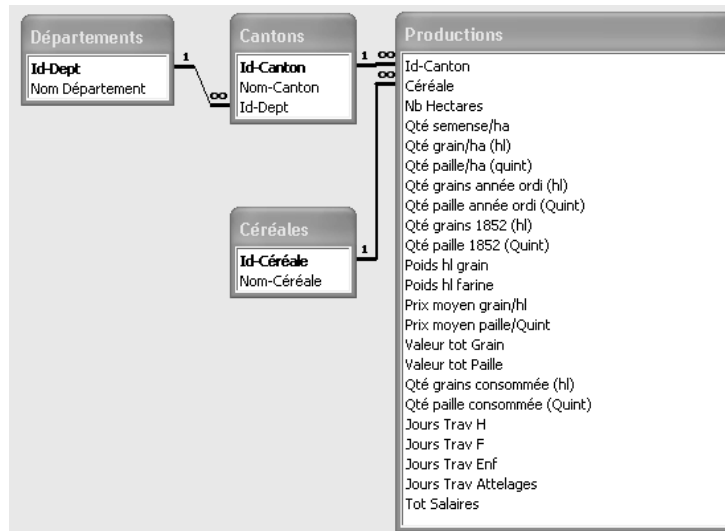 Départements
Id-Dept
Nom Département
1
∞
Cantons
Id-Canton
Nom-Canton
Id-Dept
1
∞
∞
Céréales
Id-Céréale
Nom-Céréale
1
Productions
Id-Canton
Céréale
Nb Hectares
Qté semense/ha
Qté grain/ha (hl)
Qté paille/ha (quint)
Qté grains année ordi (hl)
Qté paille année ordi (Quint)
Qté grains 1852 (hl)
Qté paille 1852 (Quint)
Poids hl grain
Poids hl farine
Prix moyen grain/hl
Prix moyen paille/Quint
Valeur tot Grain
Valeur tot Paille
Qté grains consommée (hl)
Qté paille consommée (Quint)
Jours Trav H
Jours Trav F
Jours Trav Enf
Jours Trav Attelages
Tot Salaires